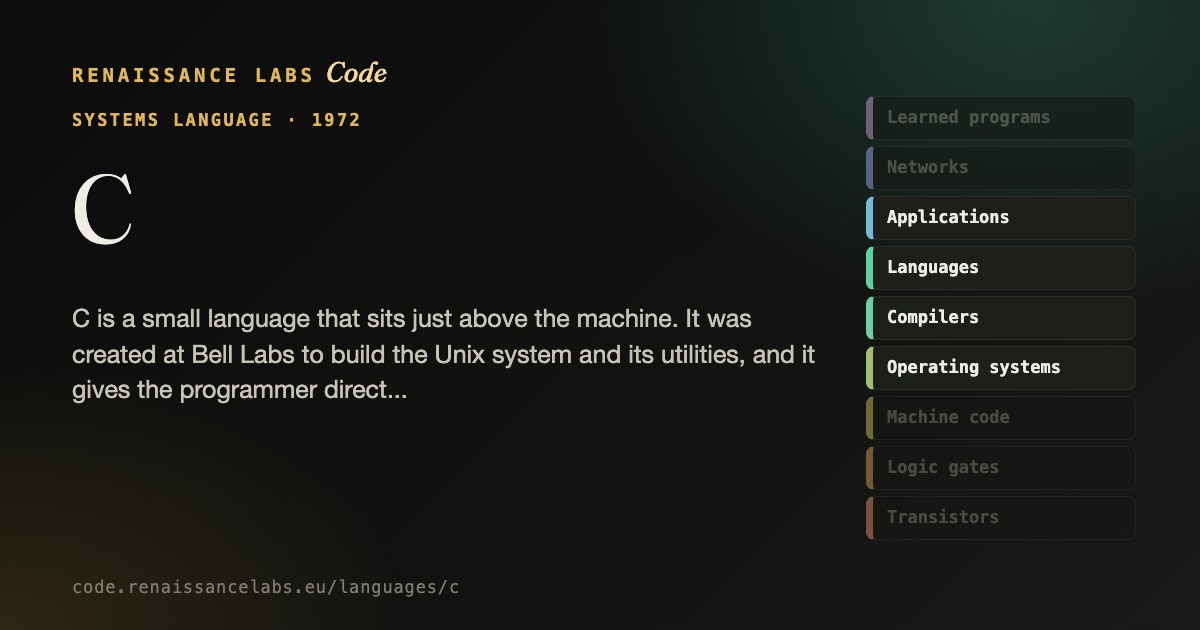 RENAISSANCE LABS Code
SYSTEMS LANGUAGE · 1972
C
C is a small language that sits just above the machine. It was
created at Bell Labs to build the Unix system and its utilities, and it
gives the programmer direct...
Learned programs
Networks
Applications
Languages
Compilers
Operating systems
Machine code
Logic gates
Transistors
code.renaissancelabs.eu/languages/c